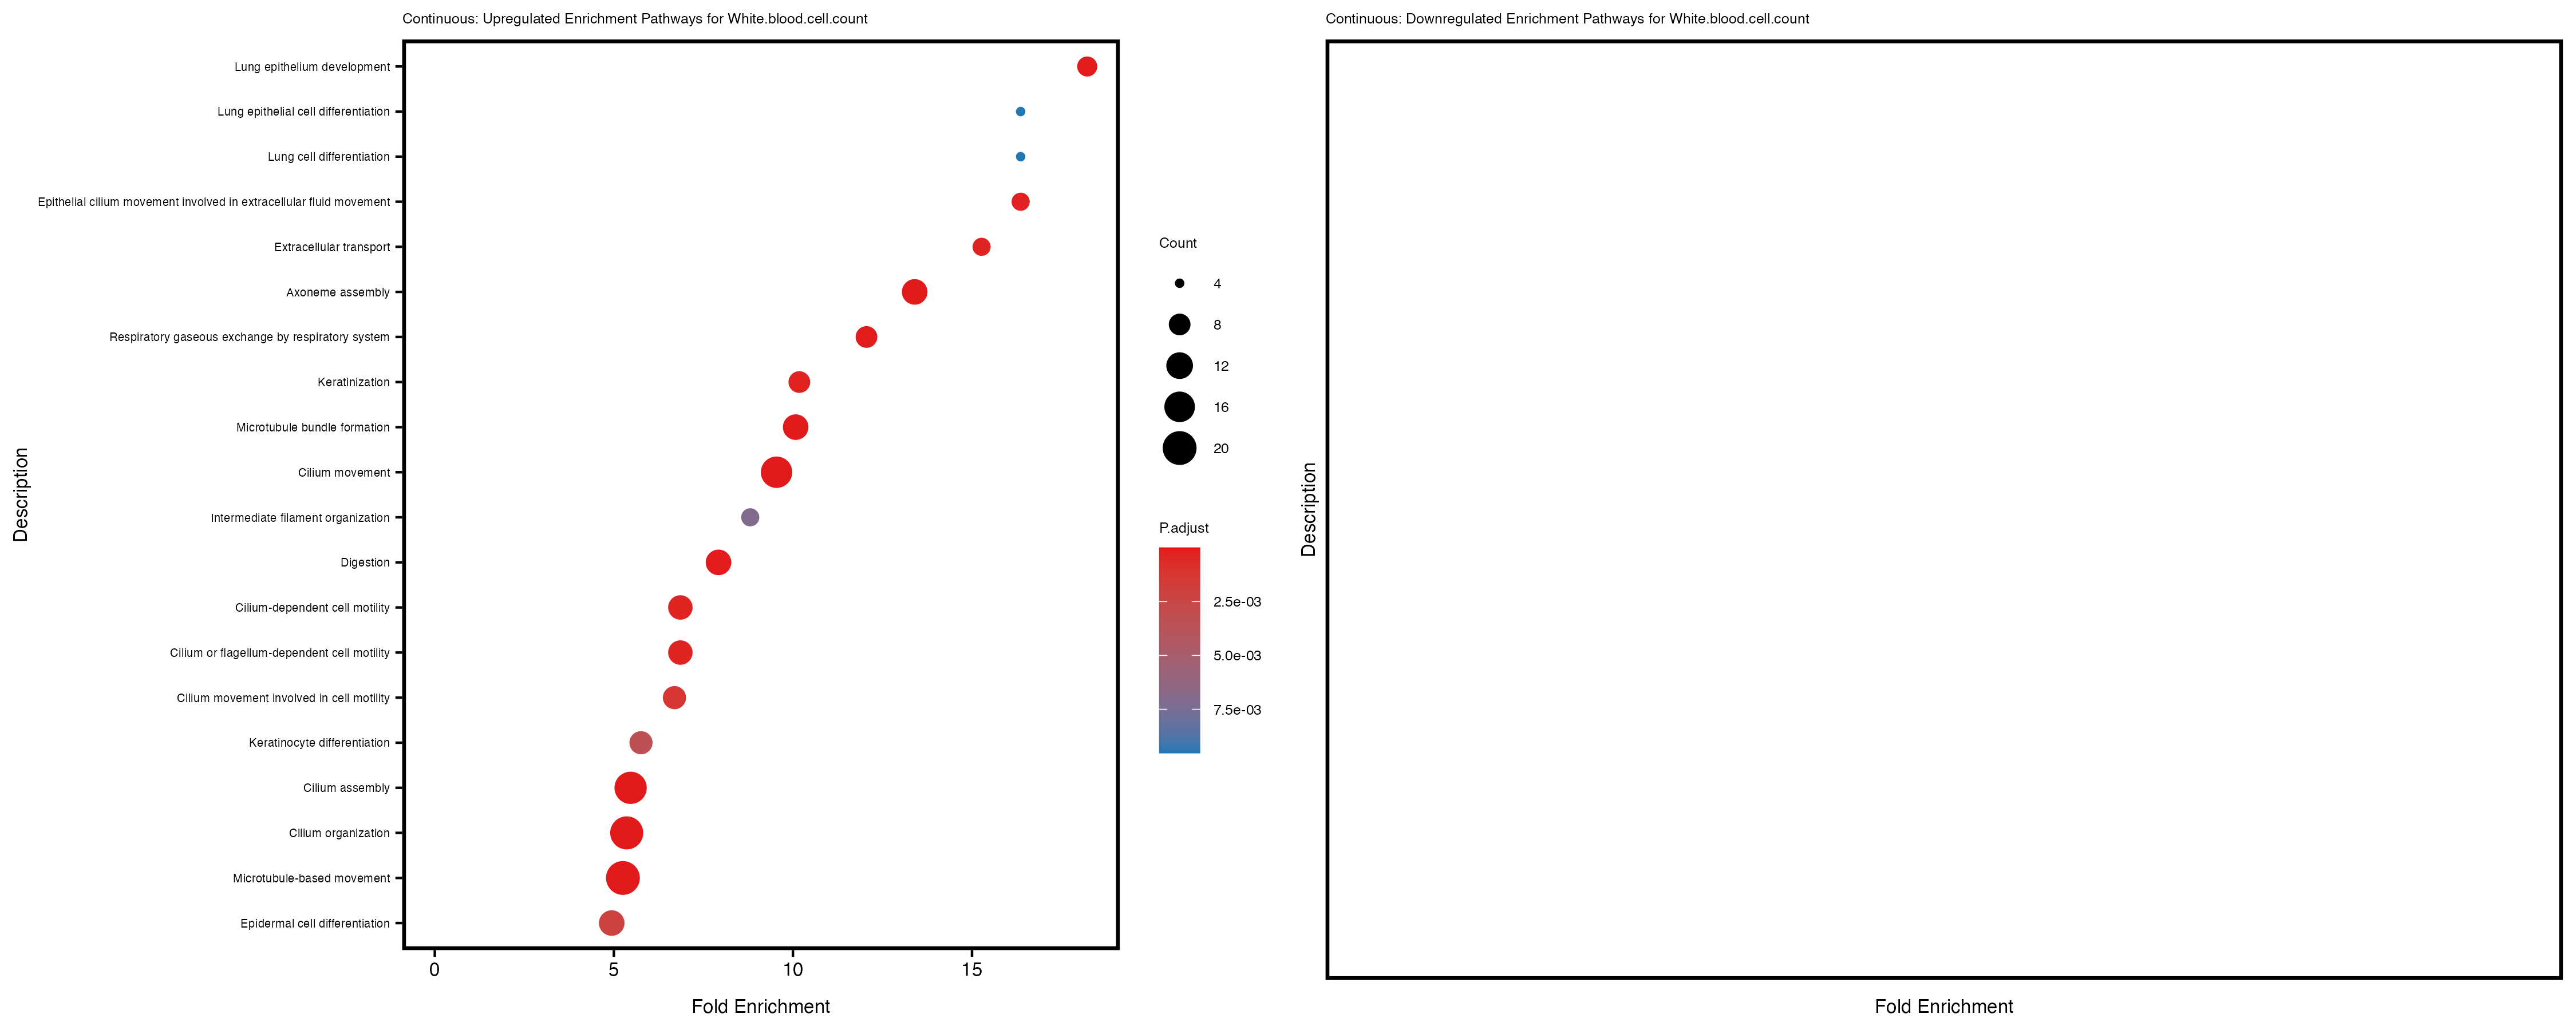 Continuous: Upregulated Enrichment Pathways for White.blood.cell.count
Description
Lung epithelium development
Lung epithelial cell differentiation
Lung cell differentiation
Epithelial cilium movement involved in extracellular fluid movement
Extracellular transport
Axoneme assembly
Respiratory gaseous exchange by respiratory system
Keratinization
Microtubule bundle formation
Cilium movement
Intermediate filament organization
Digestion
Cilium-dependent cell motility
Cilium or flagellum-dependent cell motility
Cilium movement involved in cell motility
Keratinocyte differentiation
Cilium assembly
Cilium organization
Microtubule-based movement
Epidermal cell differentiation
0 5 10 15
Fold Enrichment
Count
4
8
12
16
20
P.adjust
2.5e-03
5.0e-03
7.5e-03
Continuous: Downregulated Enrichment Pathways for White.blood.cell.count
Description
Fold Enrichment